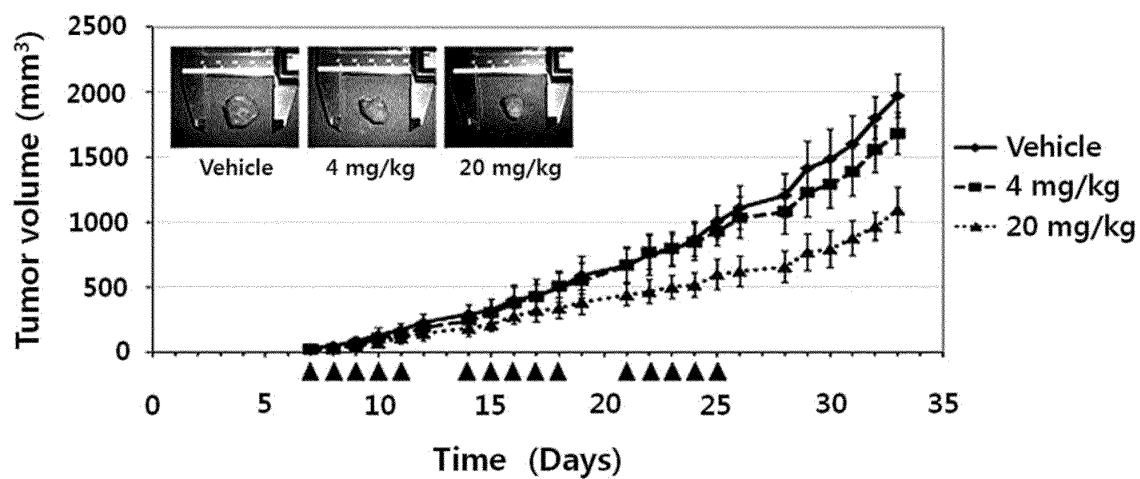 2500
2000
1500
1000
500
0
Tumor volume (mm³)
Vehicle
4 mg/kg
20 mg/kg
Vehicle
4 mg/kg
20 mg/kg
0 5 10 15 20 25 30 35
Time (Days)